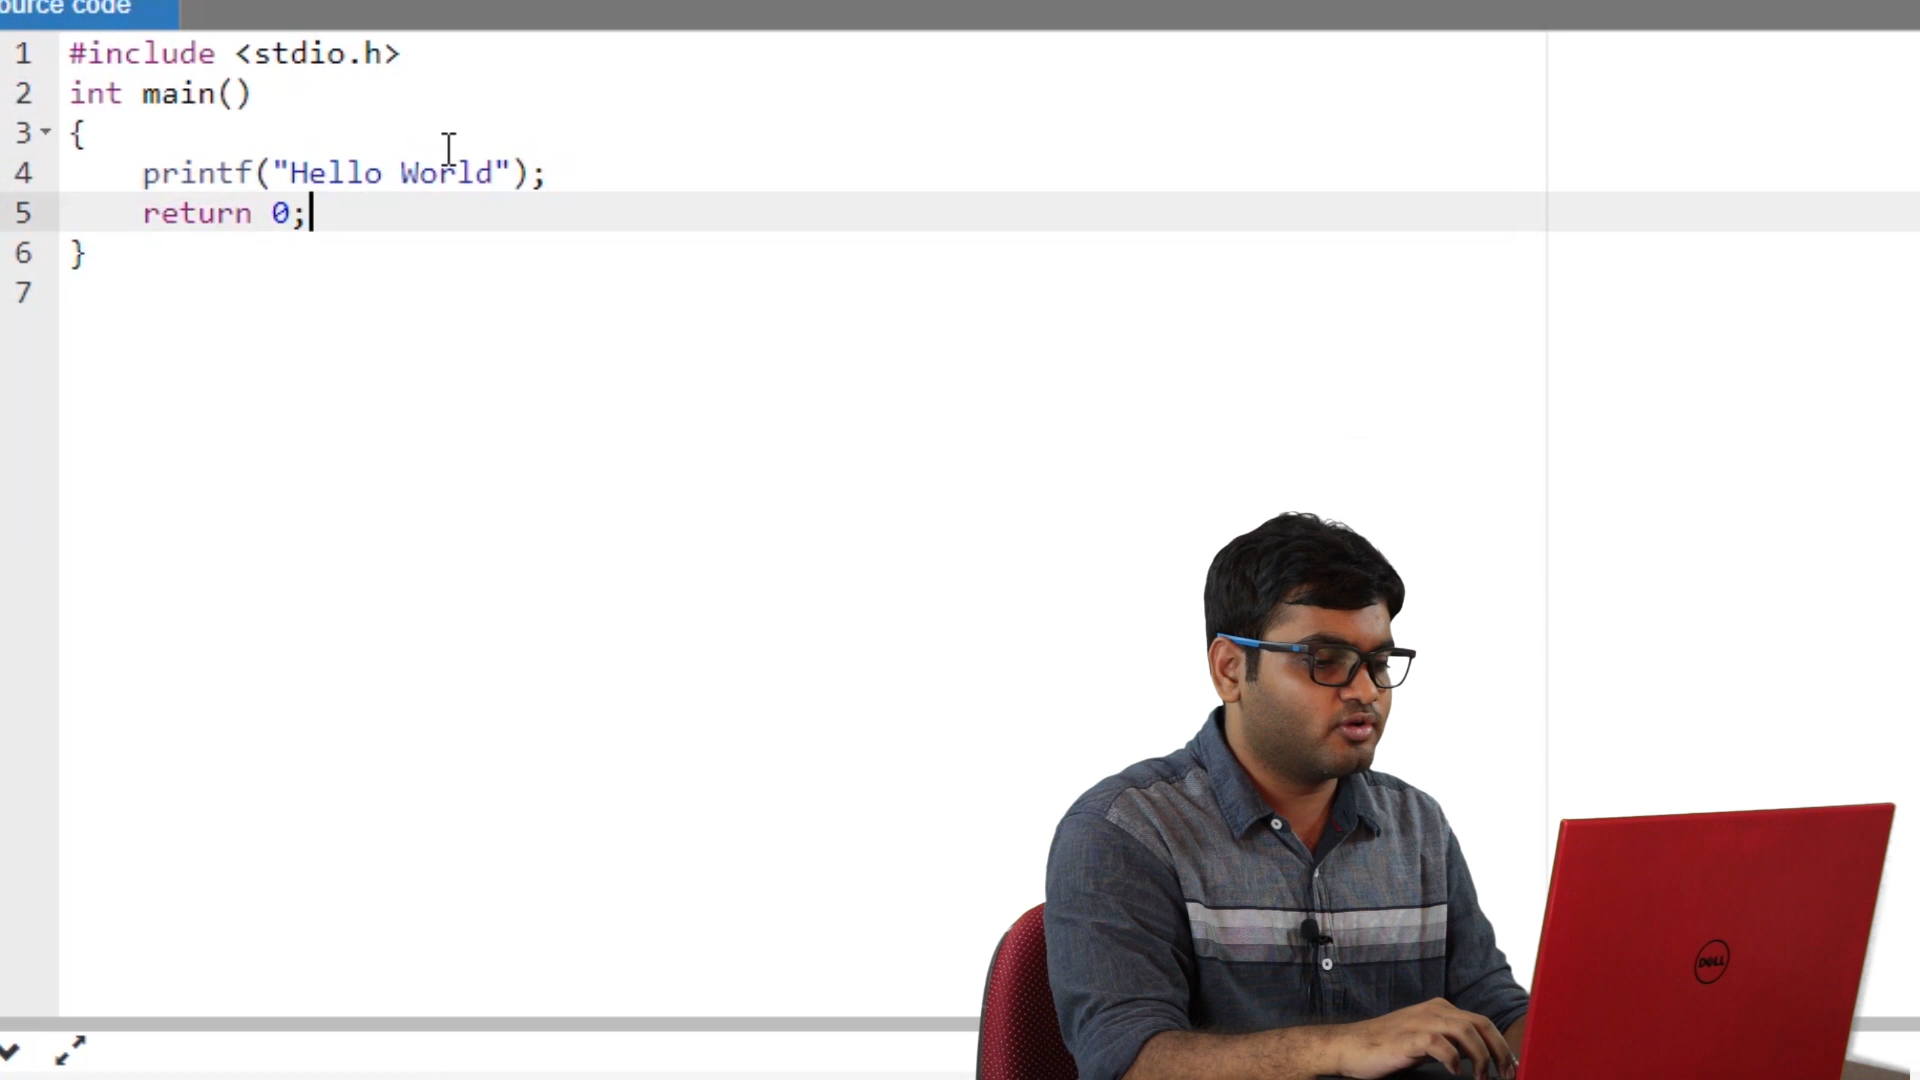 ource code
1 #include <stdio.h>
2 int main()
3 {
4     printf("Hello World");
5     return 0;
6 }
7
DELL